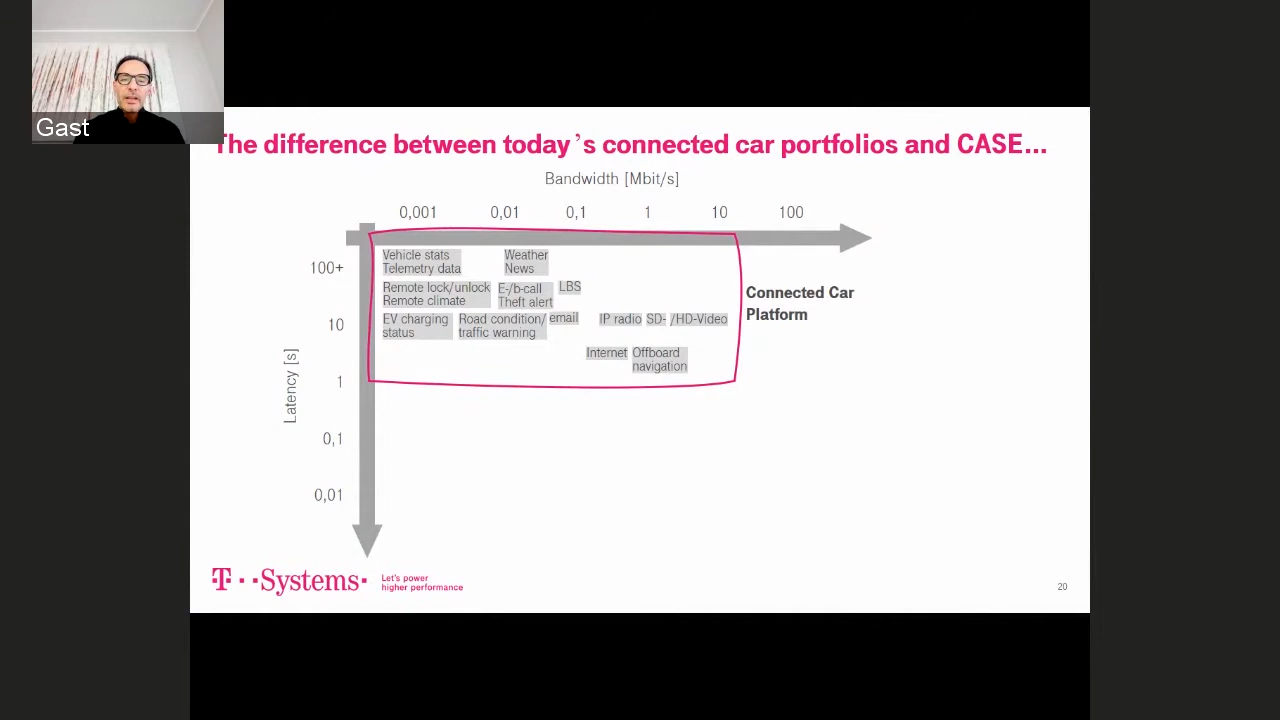 Gast
The difference between today's connected car portfolios and CASE...
Bandwidth [Mbit/s]
0,001 0,01 0,1 1 10 100
Latency [s]
100+
10
1
0,1
0,01
Vehicle stats
Telemetry data
Weather
News
Remote lock/unlock
Remote climate
E-/b-call
Theft alert
LBS
EV charging
status
Road condition/
traffic warning
email
IP radio
SD-
/HD-Video
Internet
Offboard
navigation
Connected Car
Platform
T··Systems·
Let's power
higher performance
20